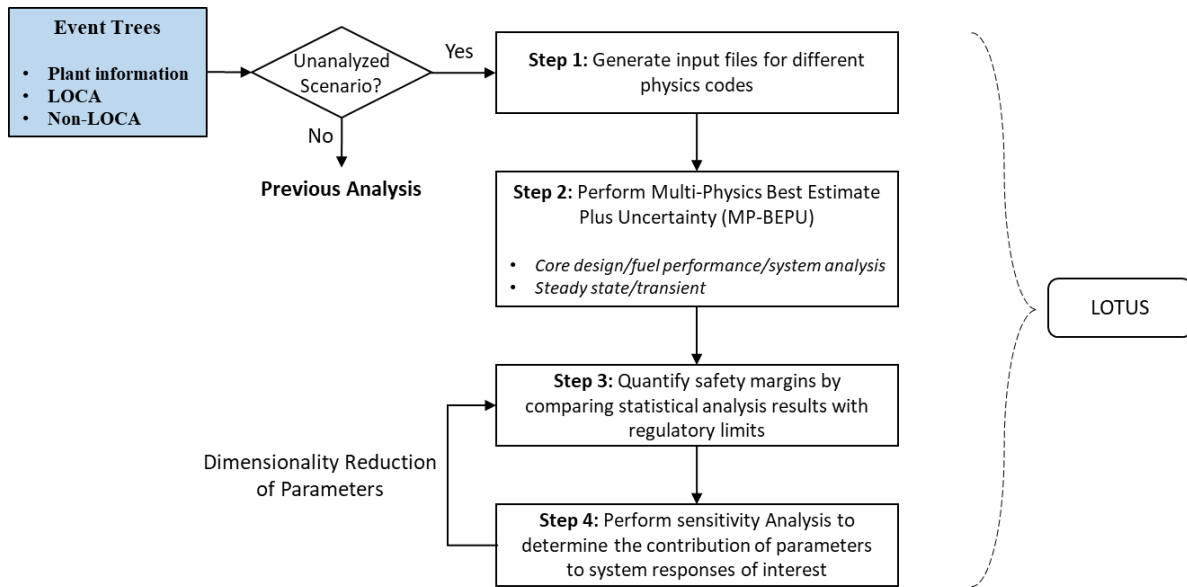 Event Trees
• Plant information
• LOCA
• Non-LOCA
Unanalyzed
Scenario?
Yes
No
Previous Analysis
Step 1: Generate input files for different
physics codes
Step 2: Perform Multi-Physics Best Estimate
Plus Uncertainty (MP-BEPU)
• Core design/fuel performance/system analysis
• Steady state/transient
Step 3: Quantify safety margins by
comparing statistical analysis results with
regulatory limits
Dimensionality Reduction
of Parameters
Step 4: Perform sensitivity Analysis to
determine the contribution of parameters
to system responses of interest
LOTUS